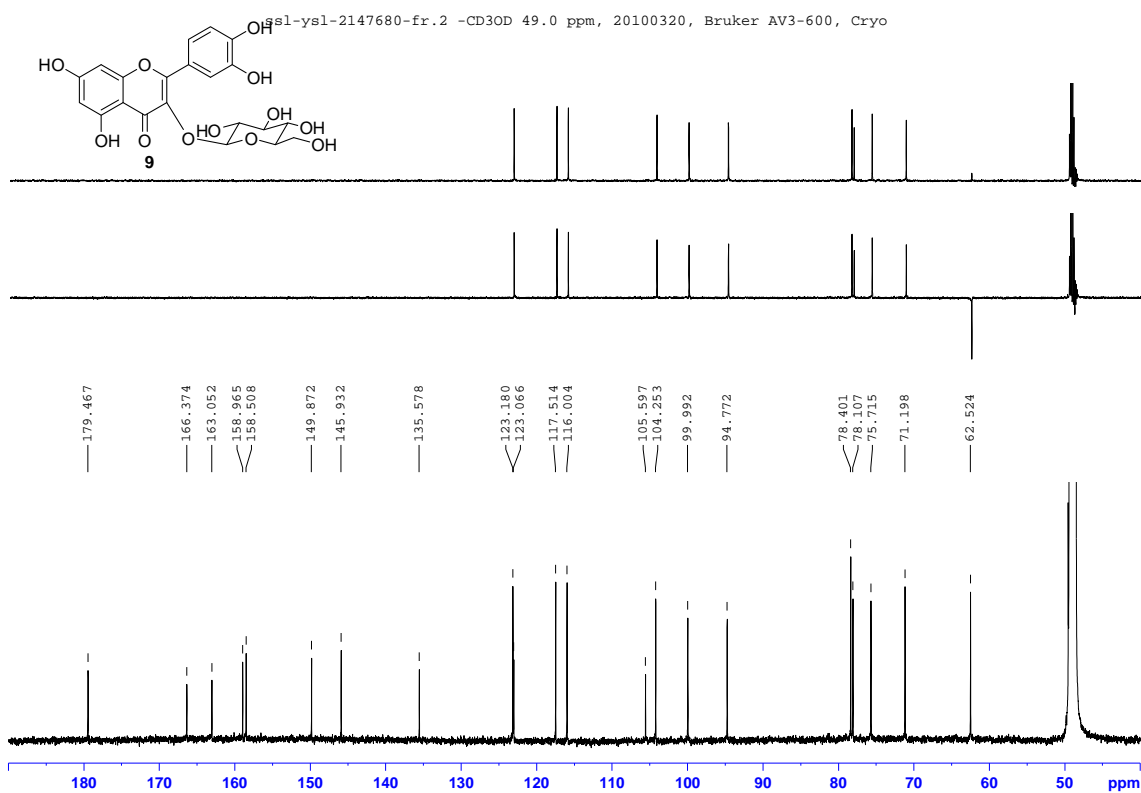 ssl-ysl-2147680-fr.2 -CD3OD 49.0 ppm, 20100320, Bruker AV3-600, Cryo
OH
HO
O
OH
OH
O
O
HO
HO
OH
OH
O
OH
9
179.467
166.374
163.052
158.965
158.508
149.872
145.932
135.578
123.180
123.066
117.514
116.004
105.597
104.253
99.992
94.772
78.401
78.107
75.715
71.198
62.524
180 170 160 150 140 130 120 110 100 90 80 70 60 50 ppm